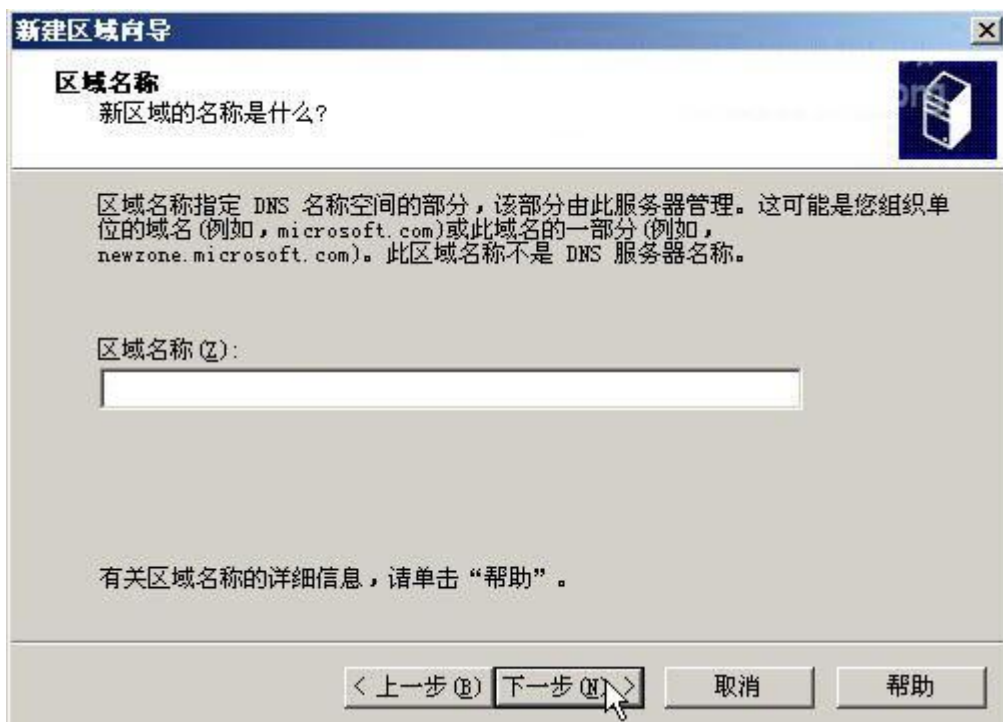 新建区域向导
区域名称
新区域的名称是什么?
区域名称指定 DNS 名称空间的部分,该部分由此服务器管理。这可能是您组织单
位的域名(例如,microsoft.com)或此域名的一部分(例如,
newzone.microsoft.com)。此区域名称不是 DNS 服务器名称。
区域名称(Z):
有关区域名称的详细信息,请单击“帮助”。
< 上一步(B) 下一步(N) > 取消 帮助